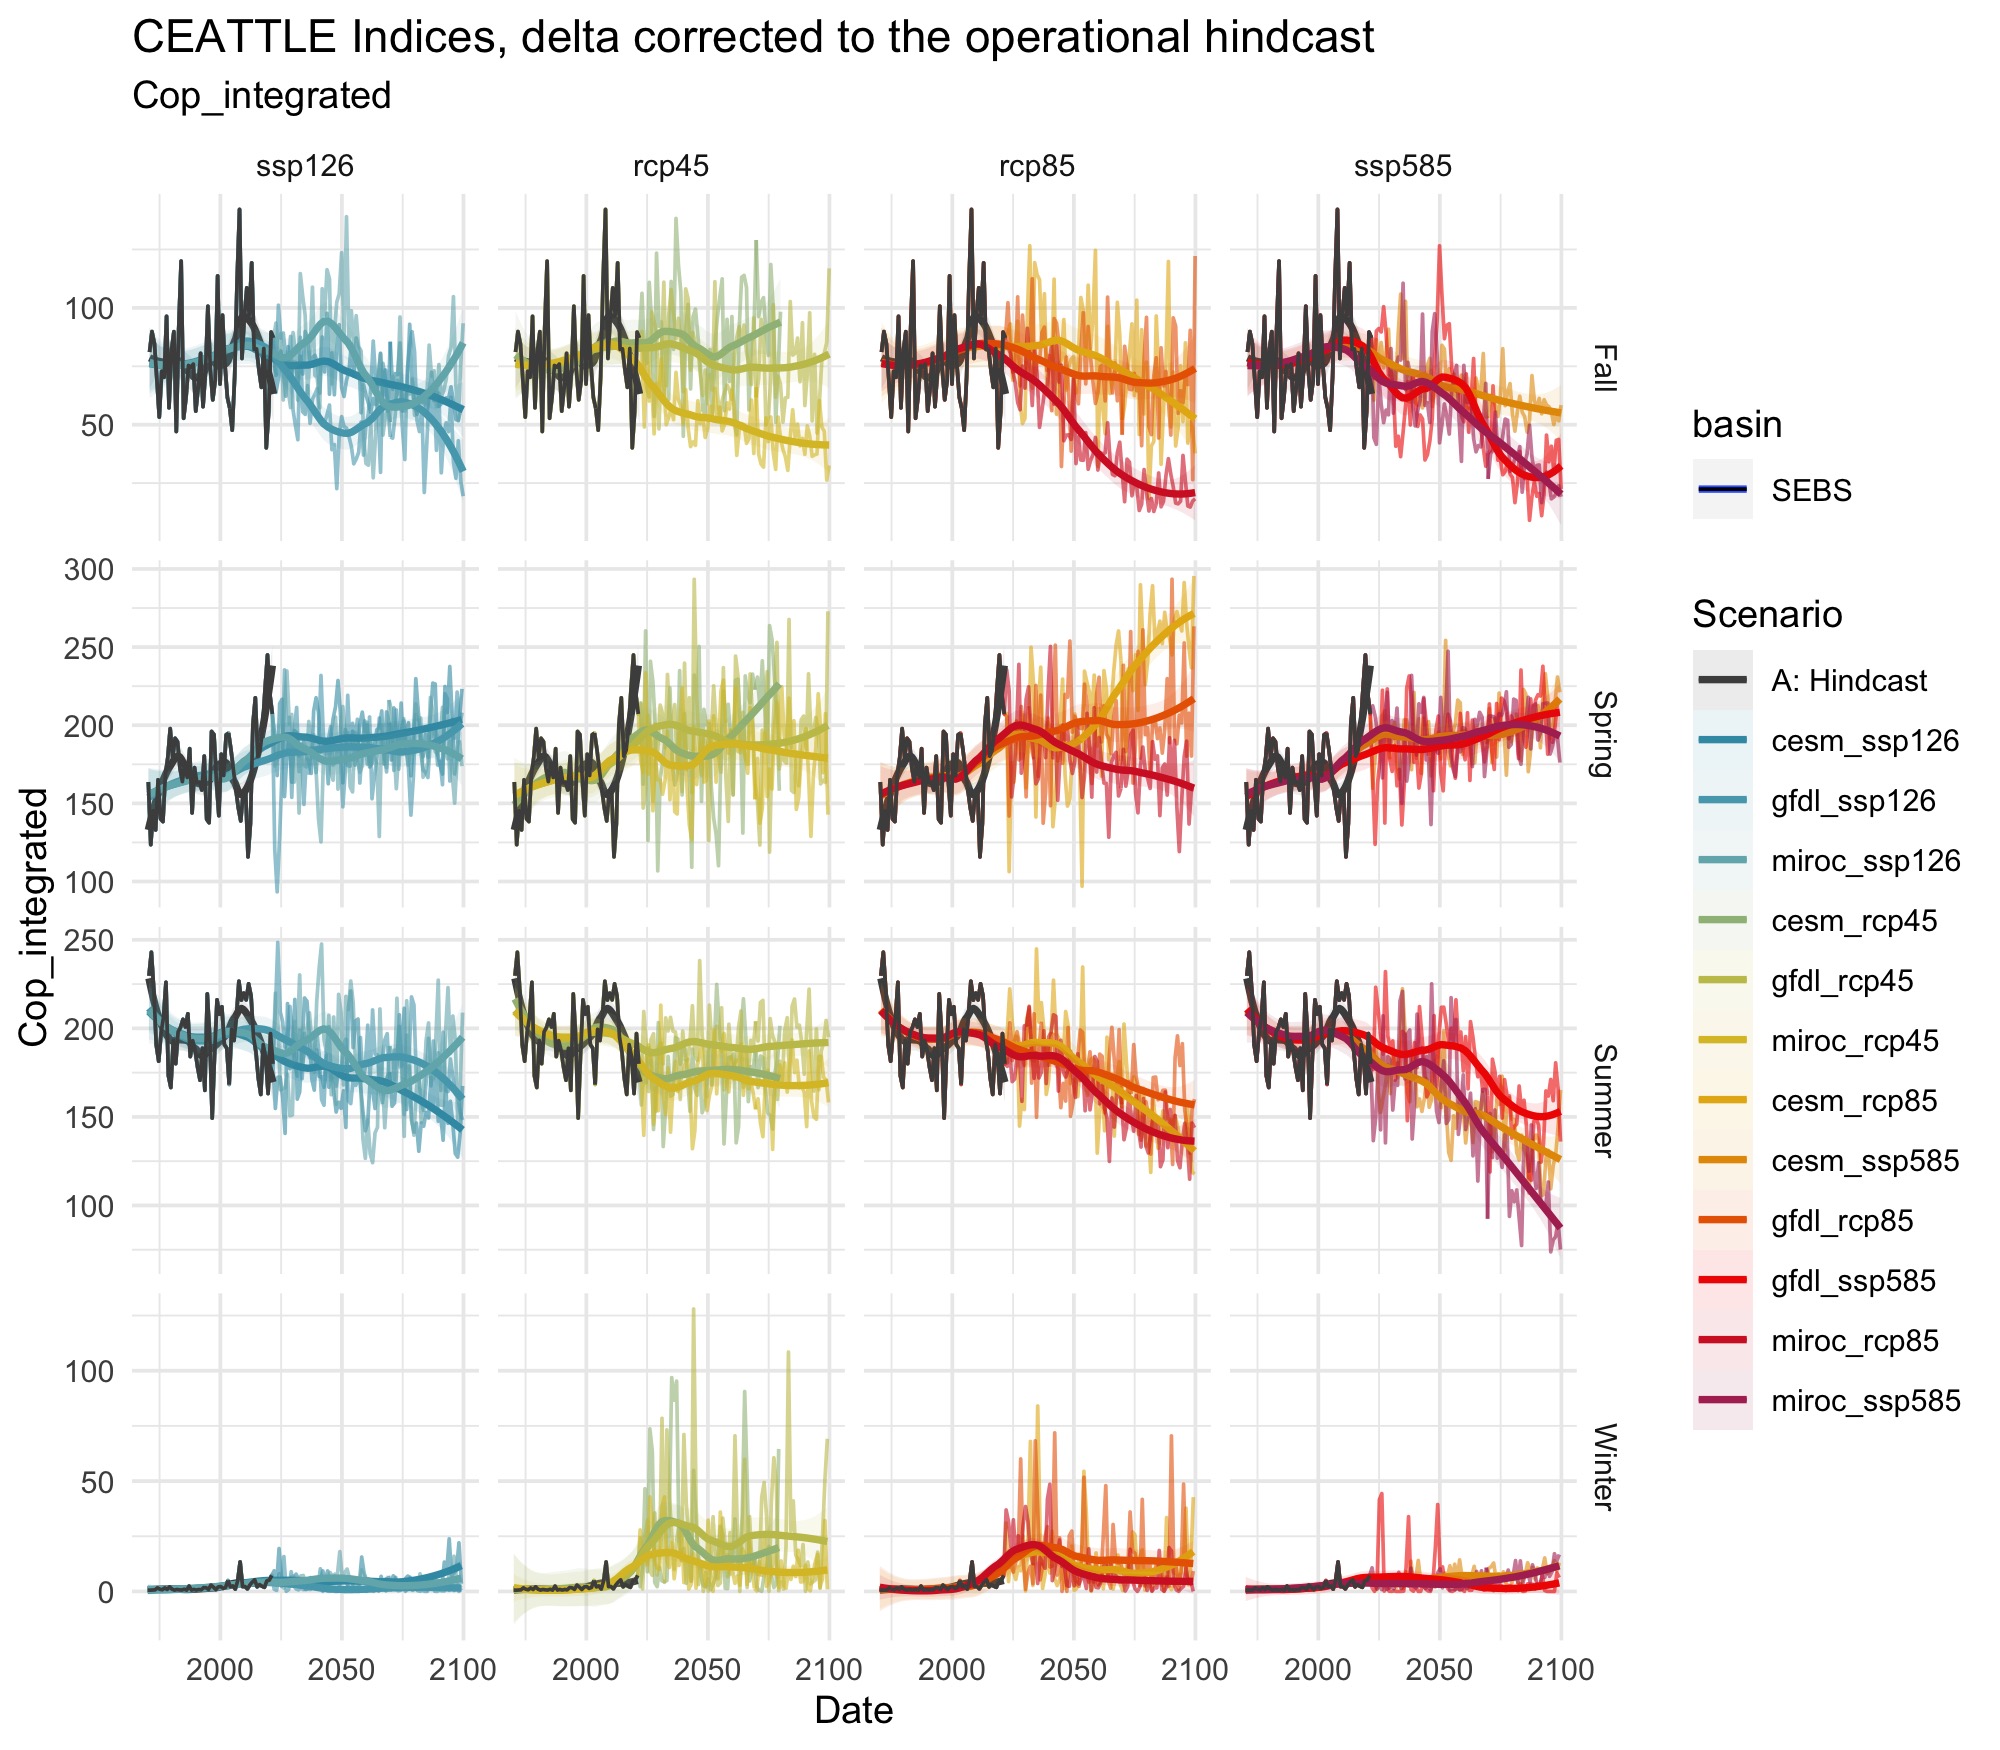 CEATTLE Indices, delta corrected to the operational hindcast
Cop_integrated
ssp126 rcp45 rcp85 ssp585
100
50
Fall
300
250
200
150
100
Spring
250
200
150
100
Summer
100
50
0
Winter
2000 2050 2100 2000 2050 2100 2000 2050 2100 2000 2050 2100
Date
Cop_integrated
basin
SEBS
Scenario
A: Hindcast
cesm_ssp126
gfdl_ssp126
miroc_ssp126
cesm_rcp45
gfdl_rcp45
miroc_rcp45
cesm_rcp85
cesm_ssp585
gfdl_rcp85
gfdl_ssp585
miroc_rcp85
miroc_ssp585